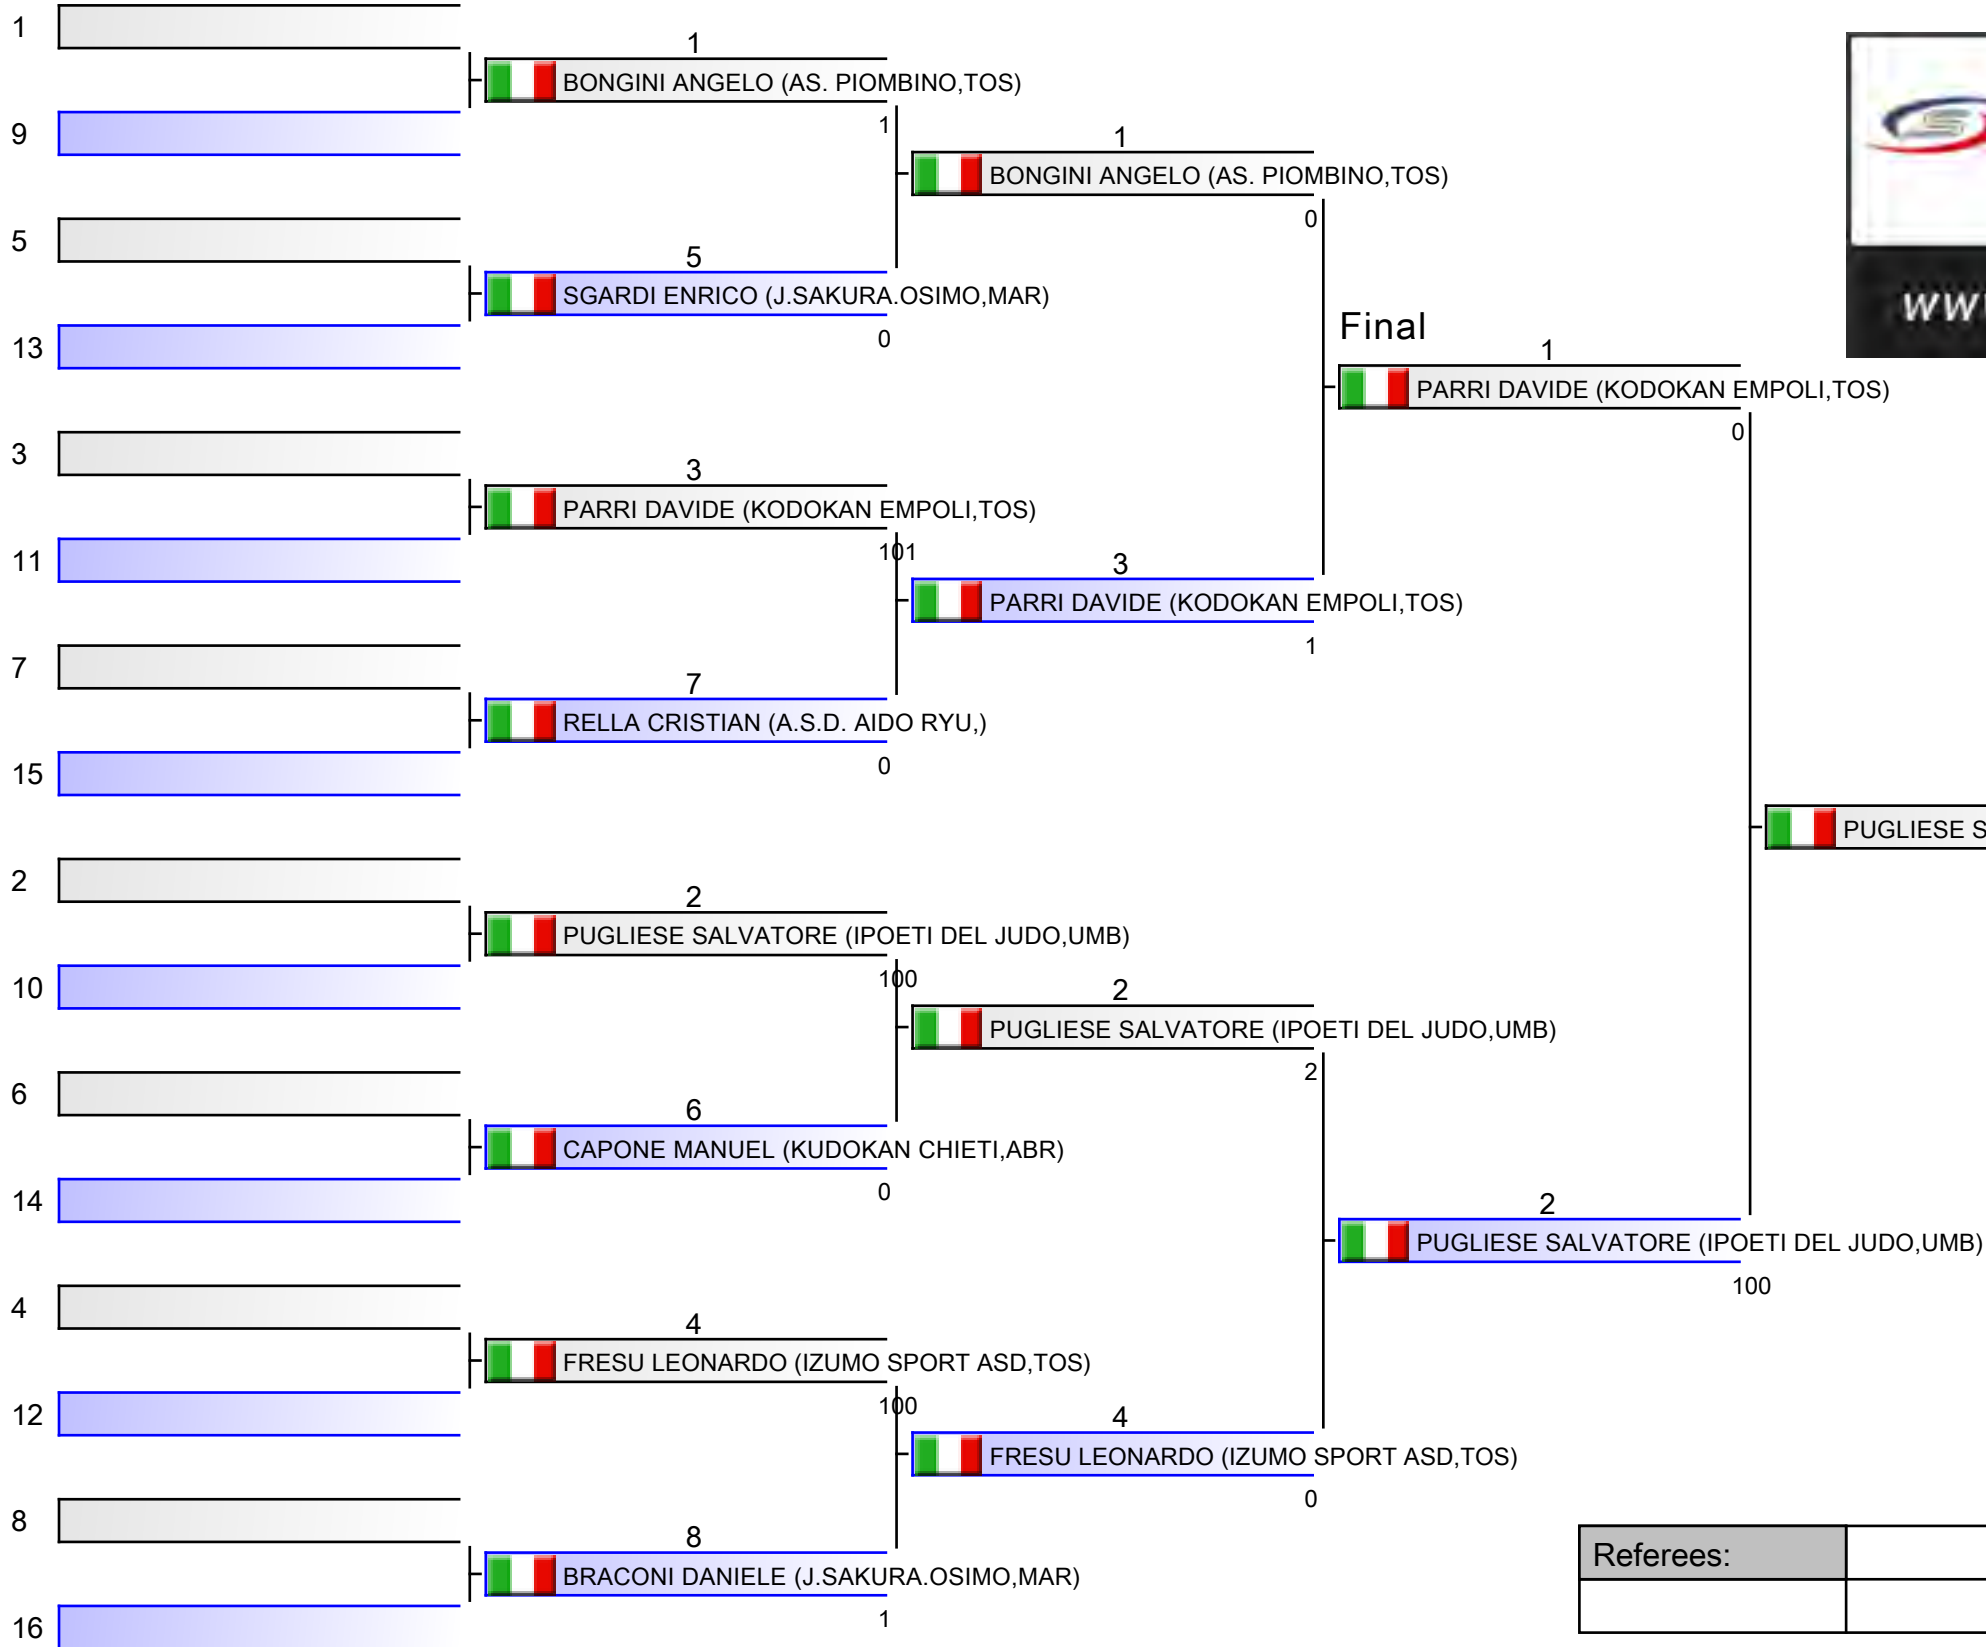 1
1
BONGINI ANGELO (AS. PIOMBINO,TOS)
9
1
1
BONGINI ANGELO (AS. PIOMBINO,TOS)
0
5
5
SGARDI ENRICO (J.SAKURA.OSIMO,MAR)
0
13
Final
1
PARRI DAVIDE (KODOKAN EMPOLI,TOS)
0
3
3
PARRI DAVIDE (KODOKAN EMPOLI,TOS)
101
11
3
PARRI DAVIDE (KODOKAN EMPOLI,TOS)
1
7
7
RELLA CRISTIAN (A.S.D. AIDO RYU,)
0
15
PUGLIESE S
2
2
PUGLIESE SALVATORE (IPOETI DEL JUDO,UMB)
100
10
2
PUGLIESE SALVATORE (IPOETI DEL JUDO,UMB)
2
6
6
CAPONE MANUEL (KUDOKAN CHIETI,ABR)
0
14
2
PUGLIESE SALVATORE (IPOETI DEL JUDO,UMB)
100
4
4
FRESU LEONARDO (IZUMO SPORT ASD,TOS)
100
12
4
FRESU LEONARDO (IZUMO SPORT ASD,TOS)
0
8
8
BRACONI DANIELE (J.SAKURA.OSIMO,MAR)
1
16
Referees: